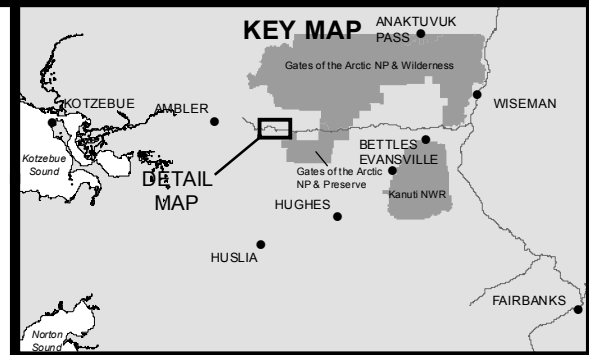 KEY MAP
ANAKTUVUK
PASS
Gates of the Arctic NP & Wilderness
WISEMAN
KOTZEBUE
AMBLER
Kotzebue
Sound
BETTLES
EVANSVILLE
DETAIL
MAP
Gates of the Arctic
NP & Preserve
Kanuti NWR
HUGHES
HUSLIA
FAIRBANKS
Norton
Sound